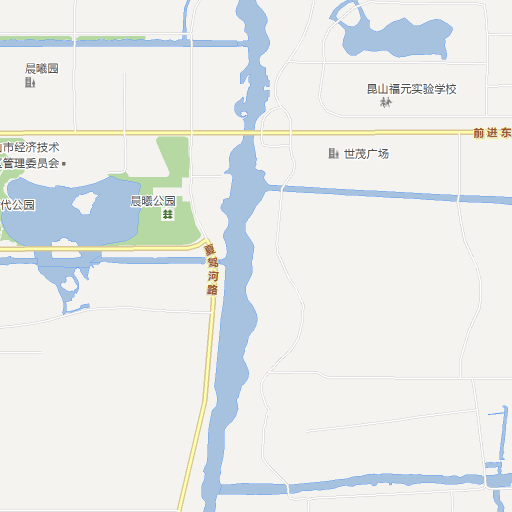 晨曦园
昆山福元实验学校
前进东
山市经济技术
区管理委员会
世茂广场
代公园
晨曦公园
夏驾河路